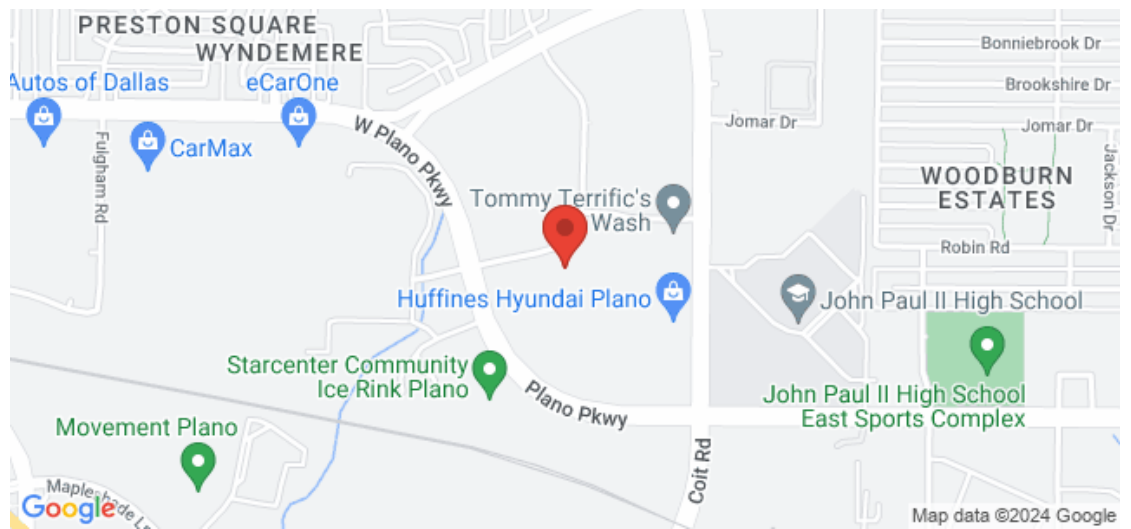 PRESTON SQUARE
WYNDEMERE
Bonniebrook Dr
Autos of Dallas
eCarOne
Brookshire Dr
Jomar Dr
Jomar Dr
W Plano Pkwy
CarMax
Fulgham Rd
Jackson Dr
WOODBURN
ESTATES
Tommy Terrific's
Wash
Robin Rd
Huffines Hyundai Plano
John Paul II High School
Starcenter Community
Ice Rink Plano
Plano Pkwy
John Paul II High School
East Sports Complex
Movement Plano
Coit Rd
Mapleshade Ln
Google
Map data ©2024 Google